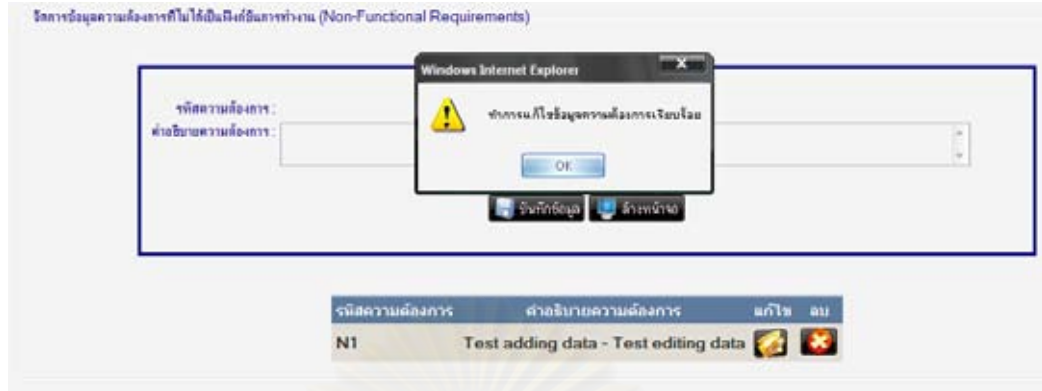 จัดการข้อมูลความต้องการที่ไม่ได้เป็นฟังก์ชันการทำงาน (Non-Functional Requirements)
Windows Internet Explorer
ทำการแก้ไขข้อมูลความต้องการเรียบร้อย
OK
รหัสความต้องการ :
คำอธิบายความต้องการ :
บันทึกข้อมูล ล้างหน้าจอ
รหัสความต้องการ คำอธิบายความต้องการ แก้ไข ลบ
N1 Test adding data - Test editing data